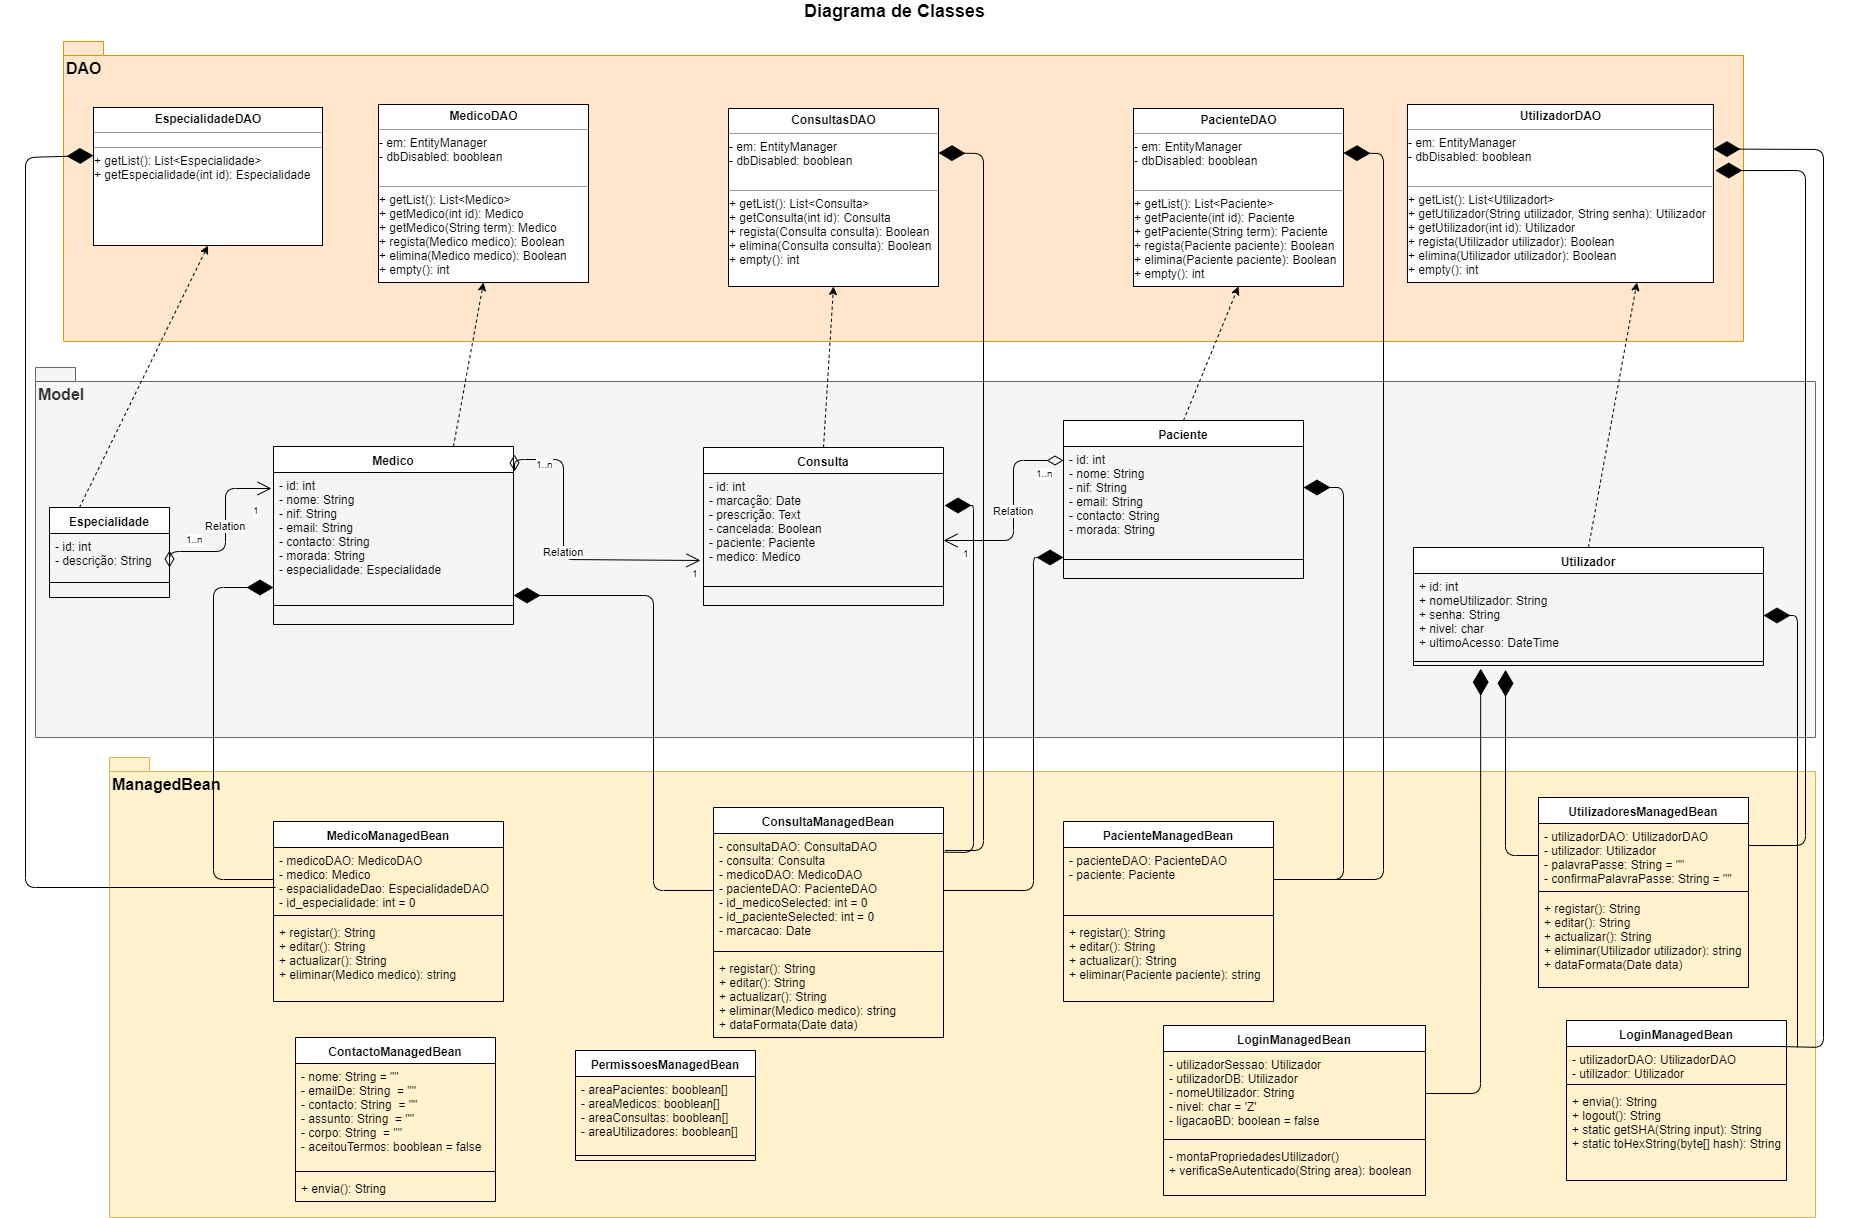 Diagrama de Classes
DAO
EspecialidadeDAO
+ getList(): List<Especialidade>
+ getEspecialidade(int id): Especialidade
MedicoDAO
- em: EntityManager
- dbDisabled: booblean
+ getList(): List<Medico>
+ getMedico(int id): Medico
+ getMedico(String term): Medico
+ regista(Medico medico): Boolean
+ elimina(Medico medico): Boolean
+ empty(): int
ConsultasDAO
- em: EntityManager
- dbDisabled: booblean
+ getList(): List<Consulta>
+ getConsulta(int id): Consulta
+ regista(Consulta consulta): Boolean
+ elimina(Consulta consulta): Boolean
+ empty(): int
PacienteDAO
- em: EntityManager
- dbDisabled: booblean
+ getList(): List<Paciente>
+ getPaciente(int id): Paciente
+ getPaciente(String term): Paciente
+ regista(Paciente paciente): Boolean
+ elimina(Paciente paciente): Boolean
+ empty(): int
UtilizadorDAO
- em: EntityManager
- dbDisabled: booblean
+ getList(): List<Utilizadort>
+ getUtilizador(String utilizador, String senha): Utilizador
+ getUtilizador(int id): Utilizador
+ regista(Utilizador utilizador): Boolean
+ elimina(Utilizador utilizador): Boolean
+ empty(): int
Model
Especialidade
- id: int
- descrição: String
1..n
Relation
1
Medico
- id: int
- nome: String
- nif: String
- email: String
- contacto: String
- morada: String
- especialidade: Especialidade
1..n
Relation
1
Consulta
- id: int
- marcação: Date
- prescrição: Text
- cancelada: Boolean
- paciente: Paciente
- medico: Medico
1..n
Relation
1
Paciente
- id: int
- nome: String
- nif: String
- email: String
- contacto: String
- morada: String
Utilizador
+ id: int
+ nomeUtilizador: String
+ senha: String
+ nivel: char
+ ultimoAcesso: DateTime
ManagedBean
MedicoManagedBean
- medicoDAO: MedicoDAO
- medico: Medico
- espacialidadeDao: EspecialidadeDAO
- id_especialidade: int = 0
+ registar(): String
+ editar(): String
+ actualizar(): String
+ eliminar(Medico medico): string
ConsultaManagedBean
- consultaDAO: ConsultaDAO
- consulta: Consulta
- medicoDAO: MedicoDAO
- pacienteDAO: PacienteDAO
- id_medicoSelected: int = 0
- id_pacienteSelected: int = 0
- marcacao: Date
+ registar(): String
+ editar(): String
+ actualizar(): String
+ eliminar(Medico medico): string
+ dataFormata(Date data)
PacienteManagedBean
- pacienteDAO: PacienteDAO
- paciente: Paciente
+ registar(): String
+ editar(): String
+ actualizar(): String
+ eliminar(Paciente paciente): string
UtilizadoresManagedBean
- utilizadorDAO: UtilizadorDAO
- utilizador: Utilizador
- palavraPasse: String = ""
- confirmaPalavraPasse: String = ""
+ registar(): String
+ editar(): String
+ actualizar(): String
+ eliminar(Utilizador utilizador): string
+ dataFormata(Date data)
ContactoManagedBean
- nome: String = ""
- emailDe: String = ""
- contacto: String = ""
- assunto: String = ""
- corpo: String = ""
- aceitouTermos: booblean = false
+ envia(): String
PermissoesManagedBean
- areaPacientes: booblean[]
- areaMedicos: booblean[]
- areaConsultas: booblean[]
- areaUtilizadores: booblean[]
LoginManagedBean
- utilizadorSessao: Utilizador
- utilizadorDB: Utilizador
- nomeUtilizador: String
- nivel: char = 'Z'
- ligacaoBD: boolean = false
- montaPropriedadesUtilizador()
+ verificaSeAutenticado(String area): boolean
LoginManagedBean
- utilizadorDAO: UtilizadorDAO
- utilizador: Utilizador
+ envia(): String
+ logout(): String
+ static getSHA(String input): String
+ static toHexString(byte[] hash): String